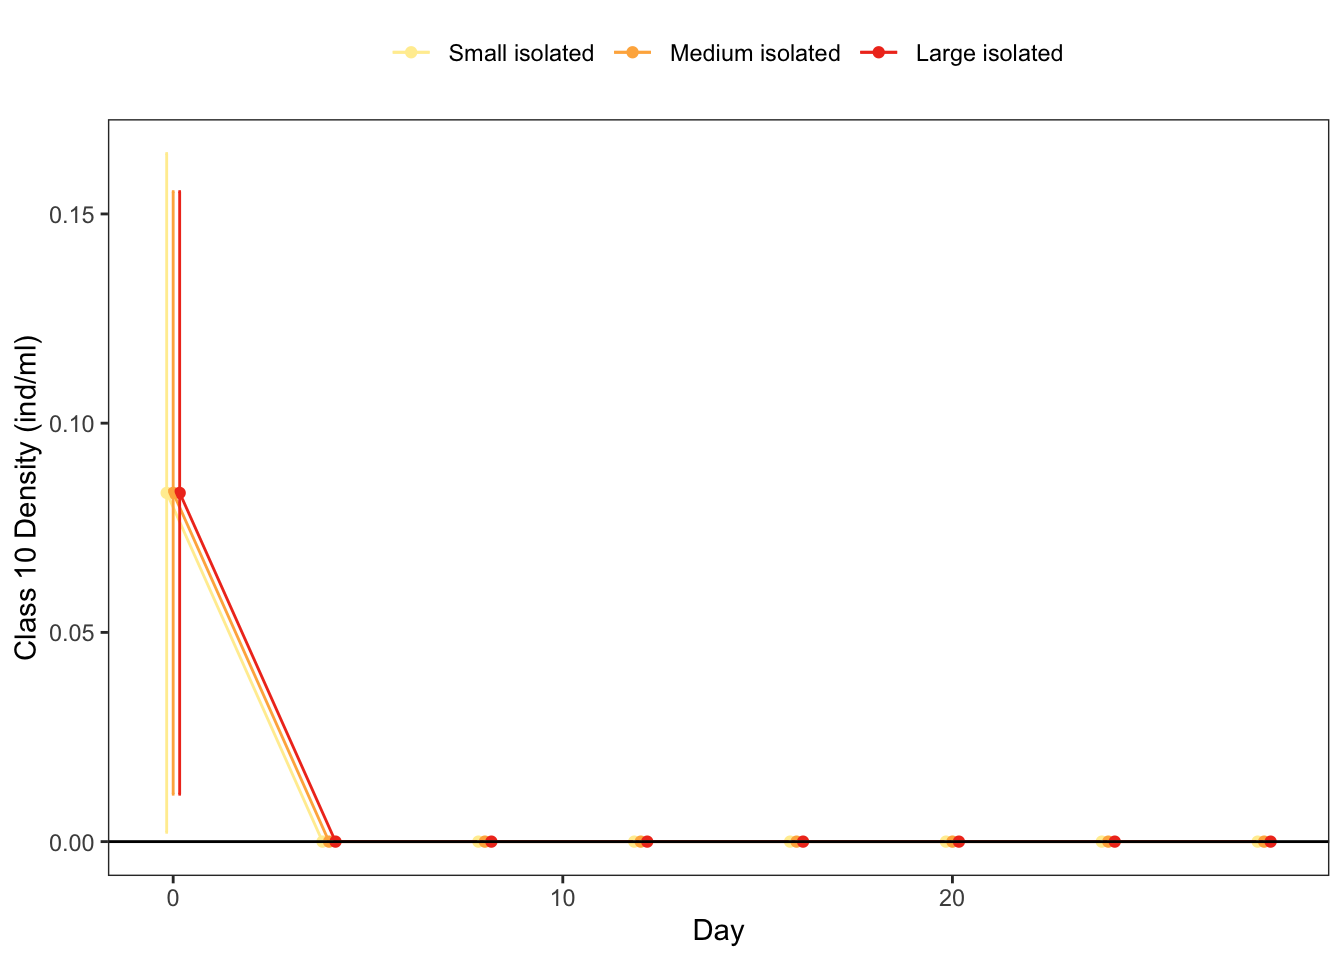 Small isolated Medium isolated Large isolated
Class 10 Density (ind/ml)
0.15
0.10
0.05
0.00
0 10 20
Day